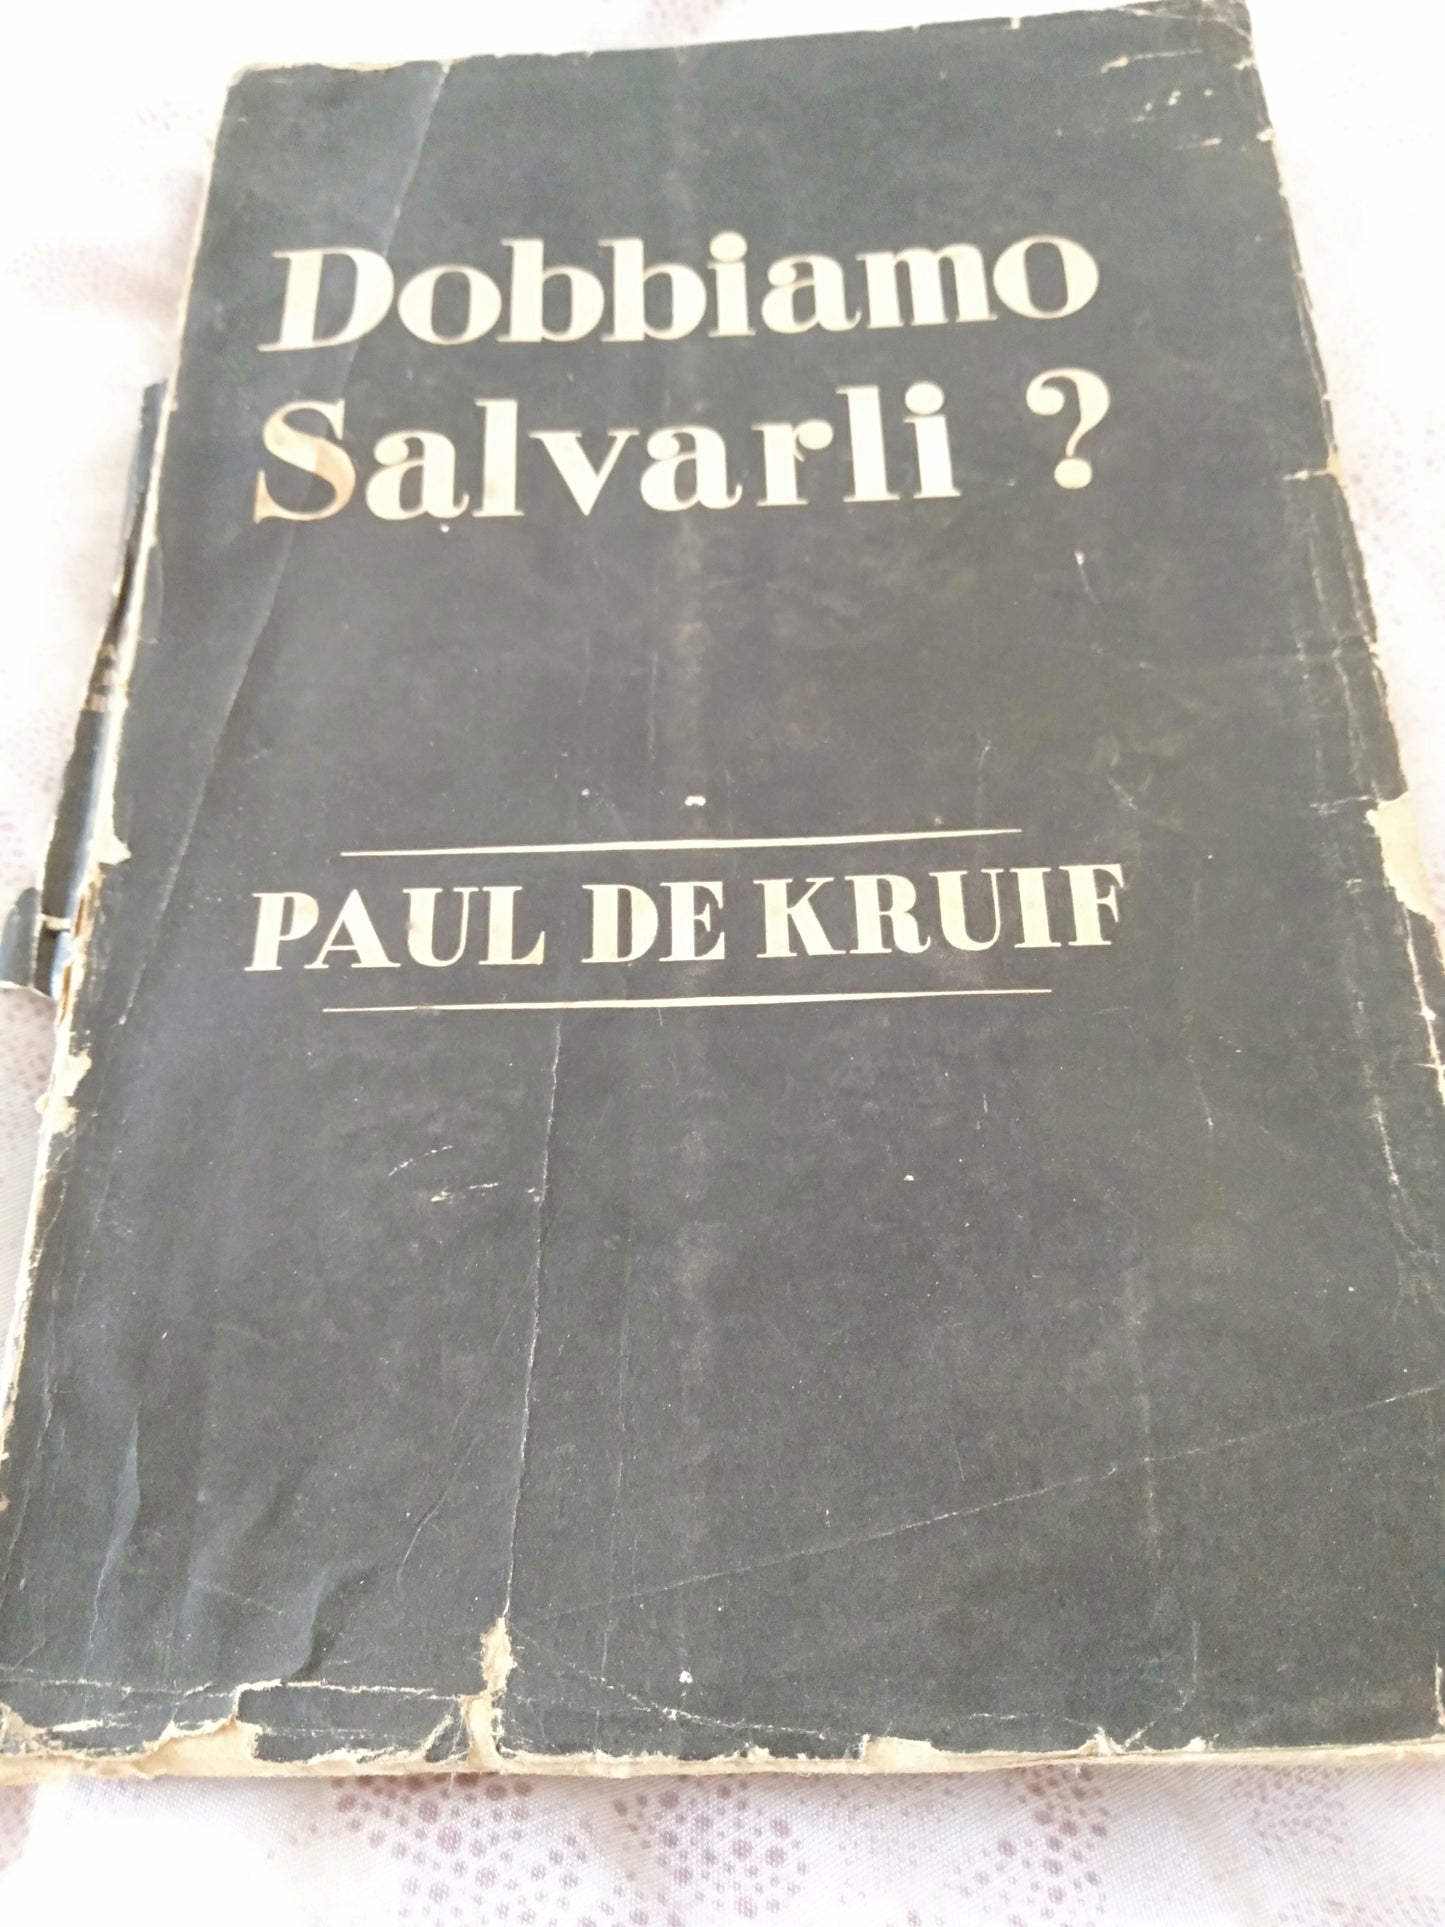 Dobbiamo
Salvarli ?
PAUL DE KRUIF